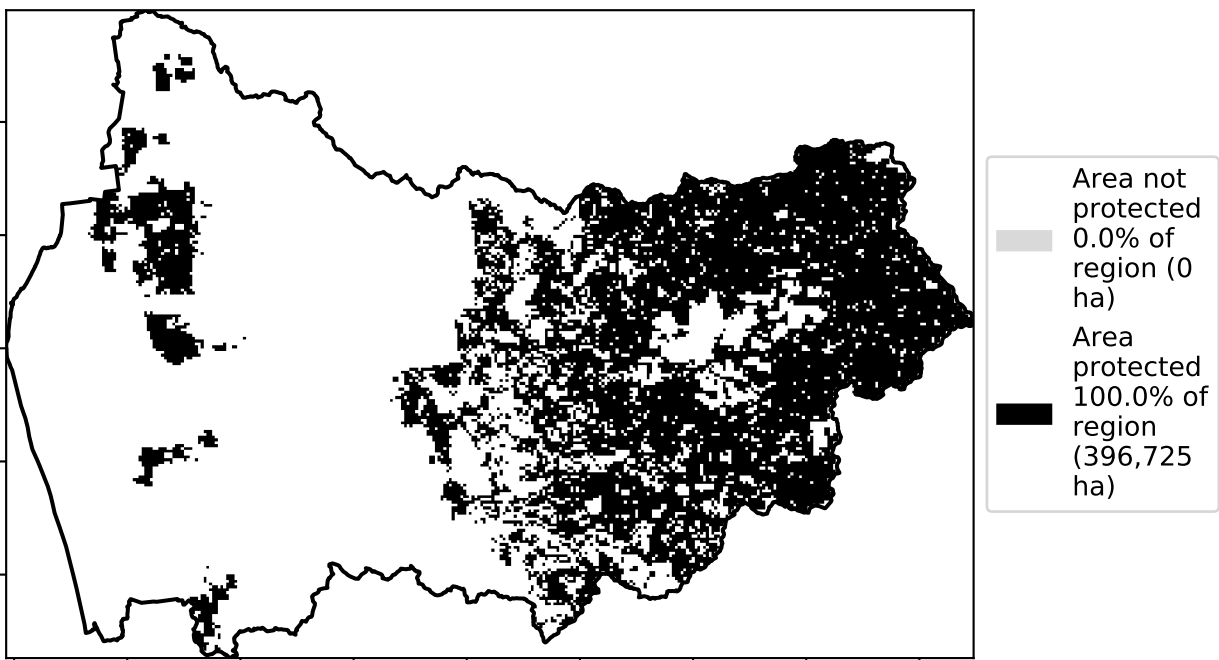 Area not
protected
0.0% of
region (0
ha)
Area
protected
100.0% of
region
(396,725
ha)